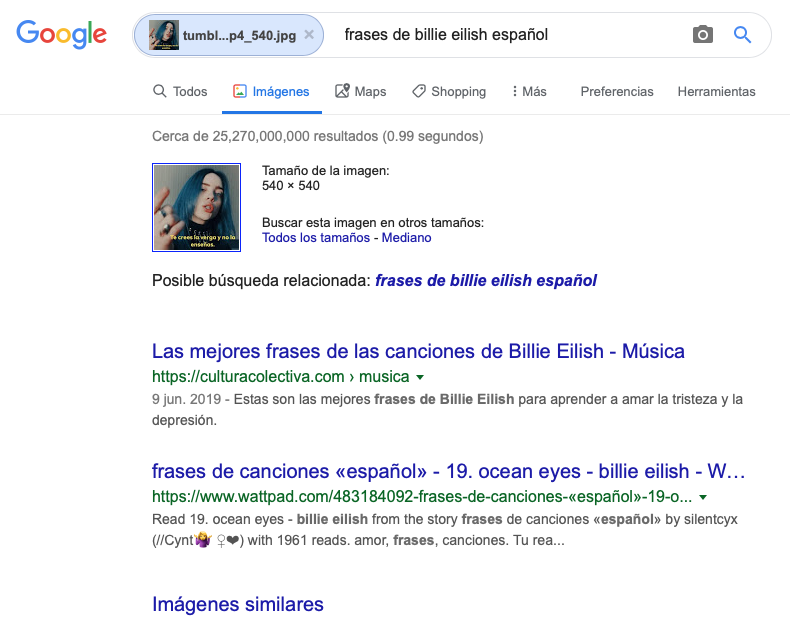 Google
tumbl...p4_540.jpg ×
frases de billie eilish español
Todos
Imágenes
Maps
Shopping
Más
Preferencias
Herramientas
Cerca de 25,270,000,000 resultados (0.99 segundos)
Te crees la verga y no la
enseñas.
Tamaño de la imagen:
540 × 540
Buscar esta imagen en otros tamaños:
Todos los tamaños - Mediano
Posible búsqueda relacionada: frases de billie eilish español
Las mejores frases de las canciones de Billie Eilish - Música
https://culturacolectiva.com › musica
9 jun. 2019 - Estas son las mejores frases de Billie Eilish para aprender a amar la tristeza y la
depresión.
frases de canciones «español» - 19. ocean eyes - billie eilish - W...
https://www.wattpad.com/483184092-frases-de-canciones-«español»-19-o...
Read 19. ocean eyes - billie eilish from the story frases de canciones «español» by silentcyx
(//Cynt🤷‍♀️ ♀❤) with 1961 reads. amor, frases, canciones. Tu rea...
Imágenes similares